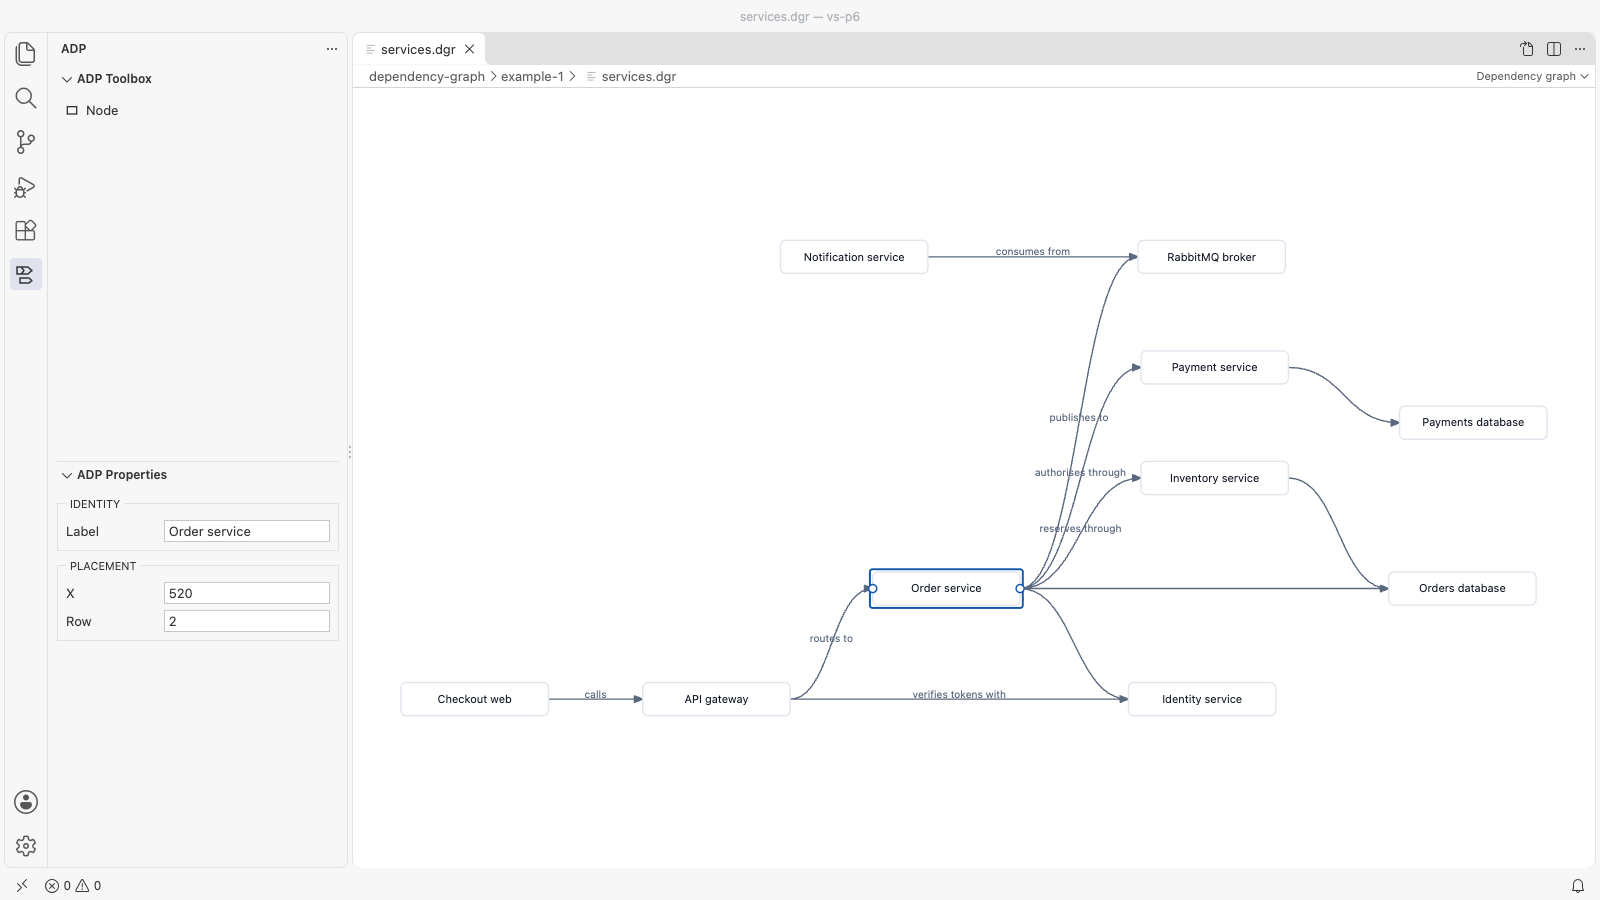 services.dgr — vs-p6
ADP
ADP Toolbox
Node
ADP Properties
IDENTITY
Label
Order service
PLACEMENT
X
520
Row
2
services.dgr
dependency-graph
example-1
services.dgr
Dependency graph
Notification service
consumes from
RabbitMQ broker
Payment service
publishes to
Payments database
authorises through
Inventory service
reserves through
Order service
Orders database
routes to
Checkout web
calls
API gateway
verifies tokens with
Identity service
0
0